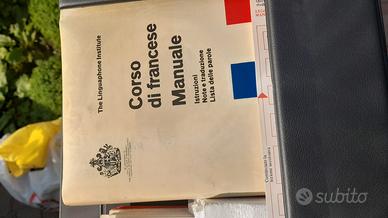 The Linguaphone Institute
Corso
di francese
Manuale
Istruzioni
Note e traduzione
Lista delle parole
subito